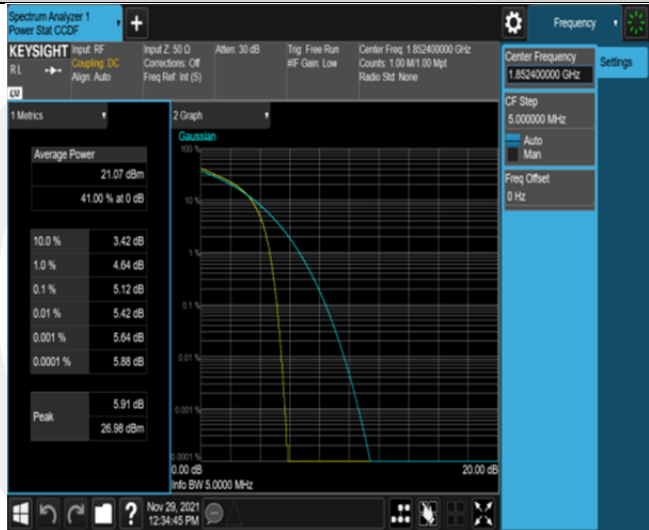 Spectrum Analyzer 1
Power Stat CCDF
Frequency
KEYSIGHT
RL
Input: RF
Coupling: DC
Align: Auto
Input Z: 50 Ω
Corrections: Off
Freq Ref: Int (S)
Atten: 30 dB
Trig: Free Run
#IF Gain: Low
Center Freq: 1.852400000 GHz
Counts: 1.00 M/1.00 Mpt
Radio Std: None
1 Metrics
Average Power
21.07 dBm
41.00 % at 0 dB
10.0 % 3.42 dB
1.0 % 4.64 dB
0.1 % 5.12 dB
0.01 % 5.42 dB
0.001 % 5.64 dB
0.0001 % 5.88 dB
Peak
5.91 dB
26.98 dBm
2 Graph
Gaussian
100 %
10 %
1 %
0.1 %
0.01 %
0.001 %
0.0001 %
0.00 dB 20.00 dB
Info BW 5.0000 MHz
Center Frequency
1.852400000 GHz
Settings
CF Step
5.000000 MHz
Auto
Man
Freq Offset
0 Hz
?
Nov 29, 2021
12:34:45 PM